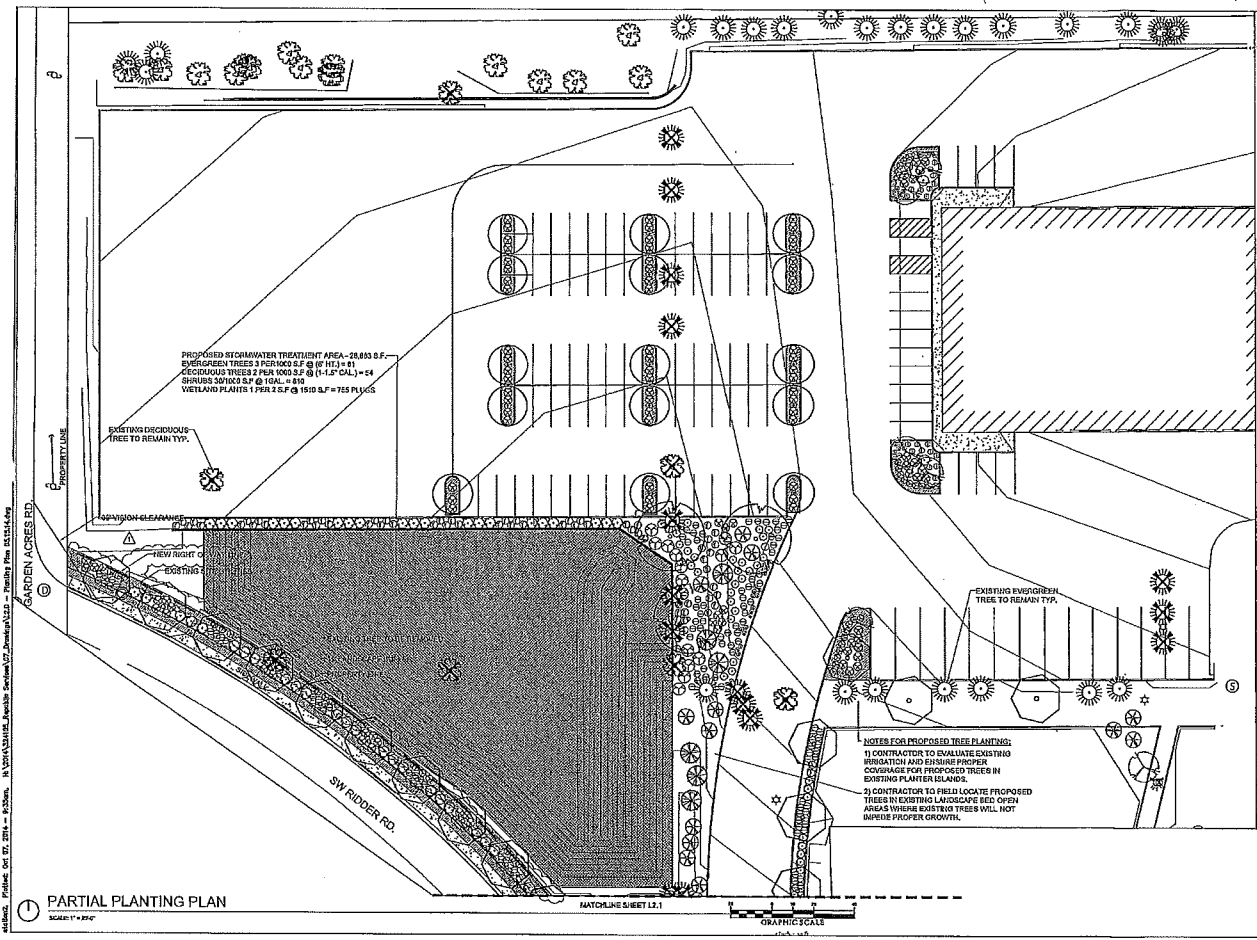 PROPOSED STORMWATER TREATMENT AREA - 26,883 S.F.
EVERGREEN TREES 3 PER1000 S.F @ (6' HT.) = 81
DECIDUOUS TREES 2 PER 1000 S.F @ (1-1.5" CAL.) = 54
SHRUBS 30/1000 S.F @ 1GAL. = 810
WETLAND PLANTS 1 PER 2 S.F @ 1510 S.F = 755 PLUGS
EXISTING DECIDUOUS
TREE TO REMAIN TYP.
PROPERTY LINE
VISION CLEARANCE
NEW RIGHT OF
EXISTING
GARDEN ACRES RD.
D
SW RIDDER RD.
EXISTING EVERGREEN
TREE TO REMAIN TYP.
S
NOTES FOR PROPOSED TREE PLANTING:
1) CONTRACTOR TO EVALUATE EXISTING
IRRIGATION AND ENSURE PROPER
COVERAGE FOR PROPOSED TREES IN
EXISTING PLANTER ISLANDS.
2) CONTRACTOR TO FIELD LOCATE PROPOSED
TREES IN EXISTING LANDSCAPE BED OPEN
AREAS WHERE EXISTING TREES WILL NOT
IMPEDE PROPER GROWTH.
PARTIAL PLANTING PLAN
MATCHLINE SHEET L2.1
GRAPHIC SCALE
Plotted: Oct 07, 2014 - 9:35am